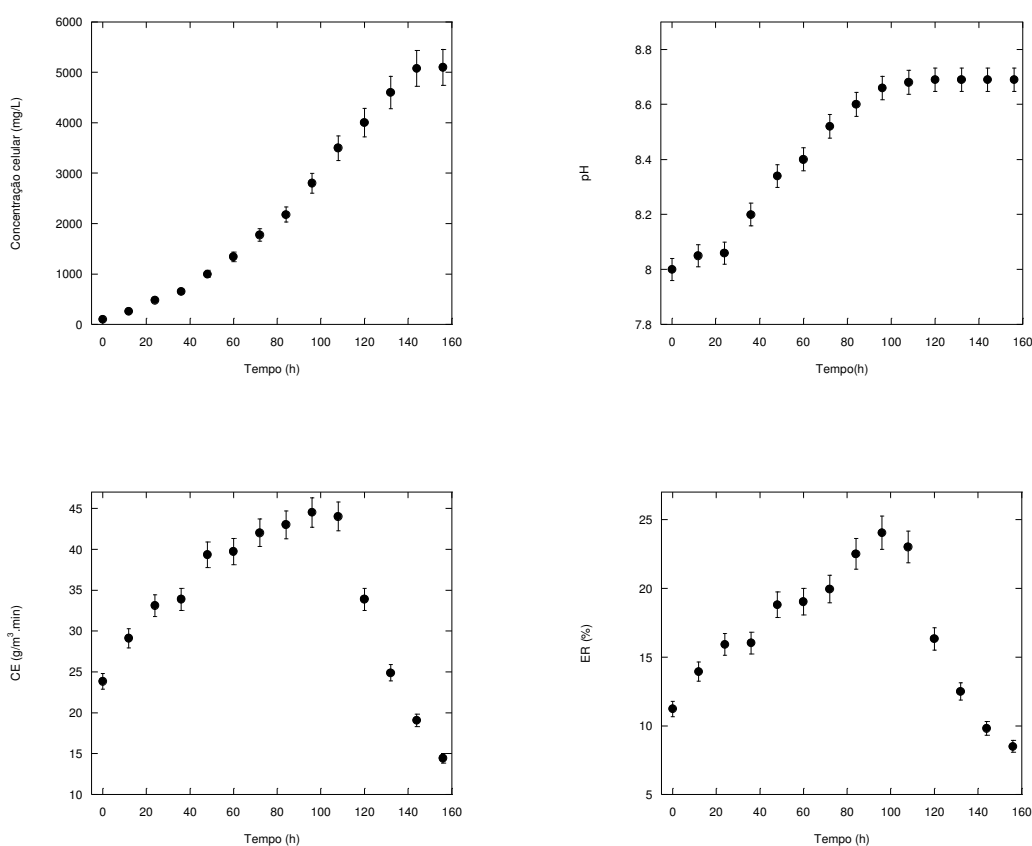 6000
5000
4000
3000
2000
1000
0
Concentração celular (mg/L)
0 20 40 60 80 100 120 140 160
Tempo (h)
8.8
8.6
8.4
8.2
8
7.8
pH
0 20 40 60 80 100 120 140 160
Tempo(h)
45
40
35
30
25
20
15
10
CE (g/m³.min)
0 20 40 60 80 100 120 140 160
Tempo (h)
25
20
15
10
5
ER (%)
0 20 40 60 80 100 120 140 160
Tempo (h)